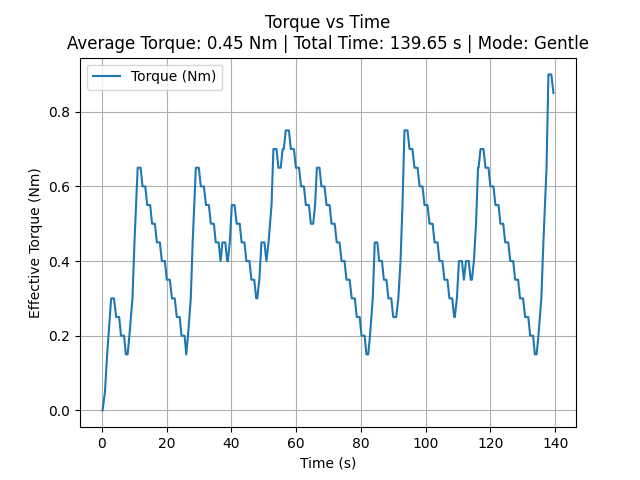 Torque vs Time
Average Torque: 0.45 Nm | Total Time: 139.65 s | Mode: Gentle
Torque (Nm)
Effective Torque (Nm)
0.8
0.6
0.4
0.2
0.0
0 20 40 60 80 100 120 140
Time (s)